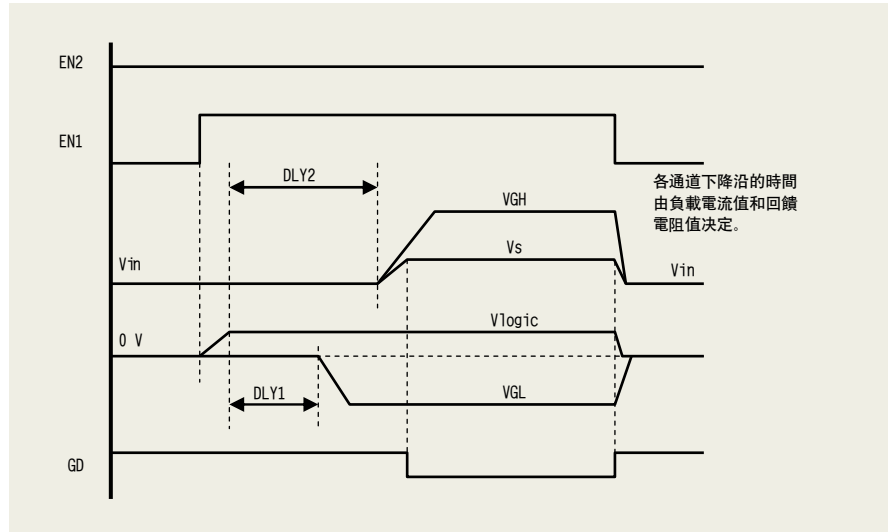 EN2
EN1
DLY2
各通道下降沿的時間
由負載電流值和回饋
電阻值決定。
VGH
Vs
Vin
Vin
Vlogic
0 V
DLY1
VGL
GD